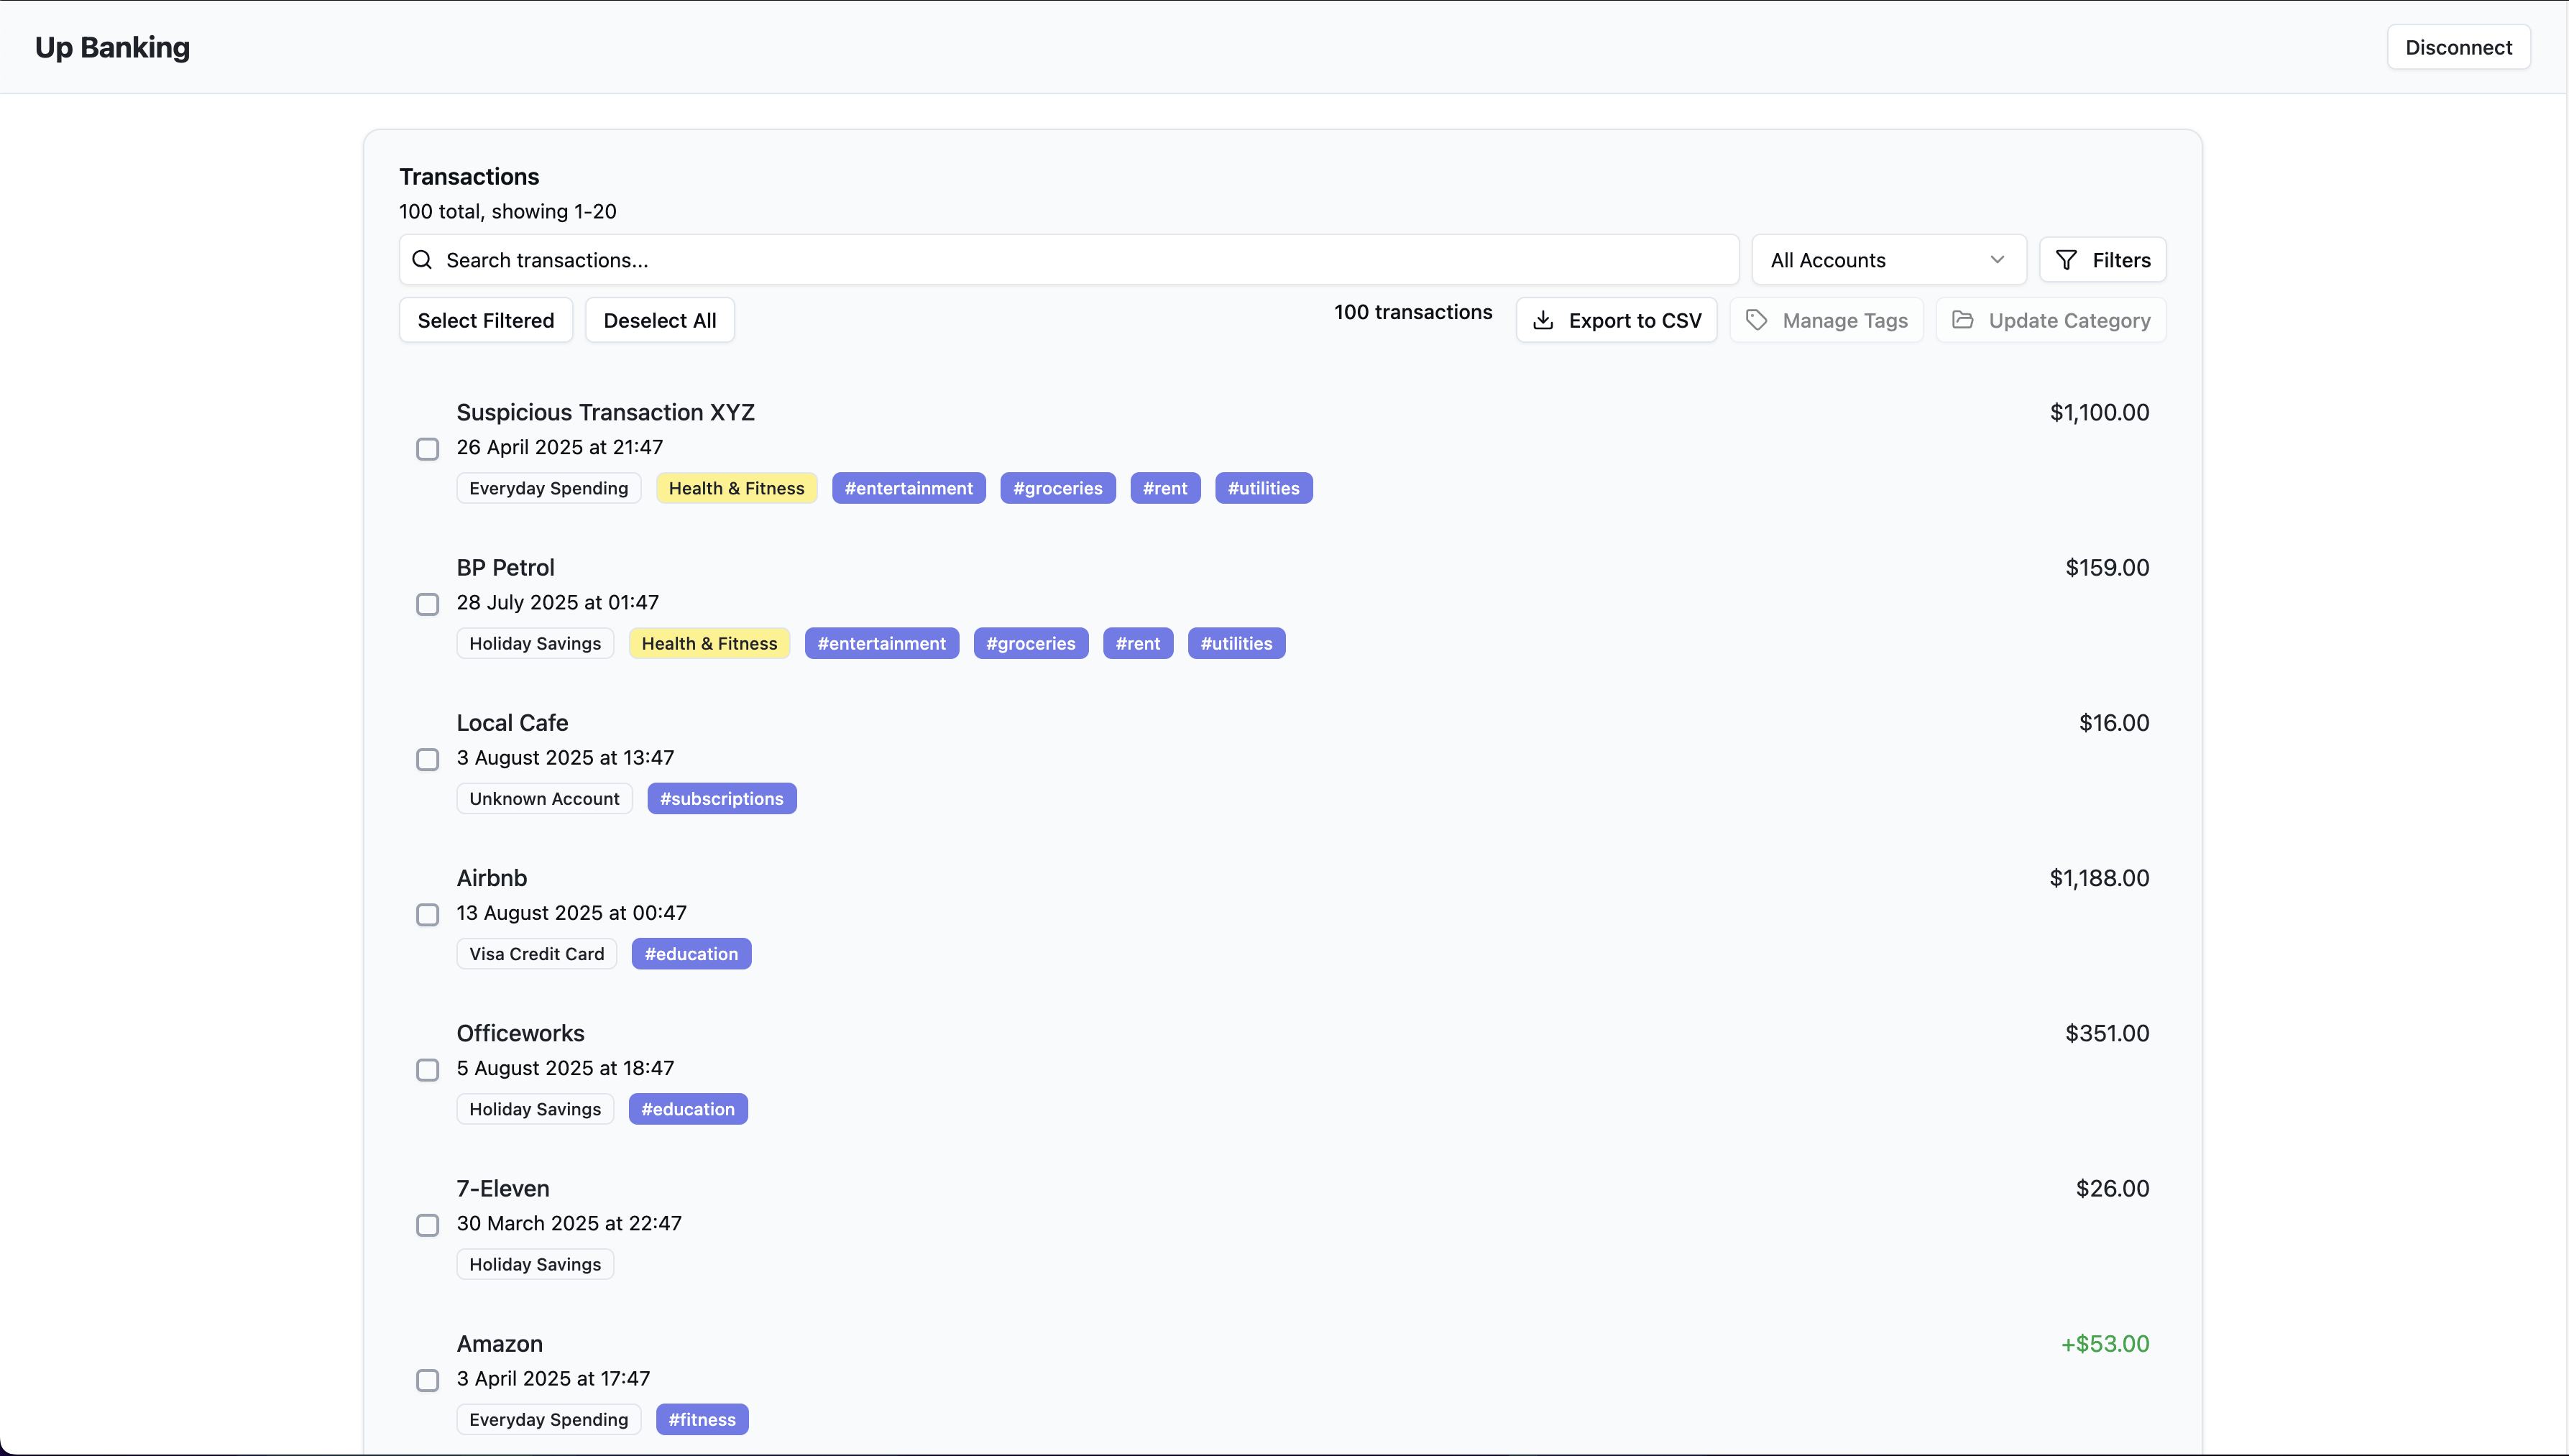 Up Banking
Disconnect
Transactions
100 total, showing 1-20
Search transactions...
All Accounts
Filters
Select Filtered
Deselect All
100 transactions
Export to CSV
Manage Tags
Update Category
Suspicious Transaction XYZ
$1,100.00
26 April 2025 at 21:47
Everyday Spending Health & Fitness #entertainment #groceries #rent #utilities
BP Petrol
$159.00
28 July 2025 at 01:47
Holiday Savings Health & Fitness #entertainment #groceries #rent #utilities
Local Cafe
$16.00
3 August 2025 at 13:47
Unknown Account #subscriptions
Airbnb
$1,188.00
13 August 2025 at 00:47
Visa Credit Card #education
Officeworks
$351.00
5 August 2025 at 18:47
Holiday Savings #education
7-Eleven
$26.00
30 March 2025 at 22:47
Holiday Savings
Amazon
+$53.00
3 April 2025 at 17:47
Everyday Spending #fitness